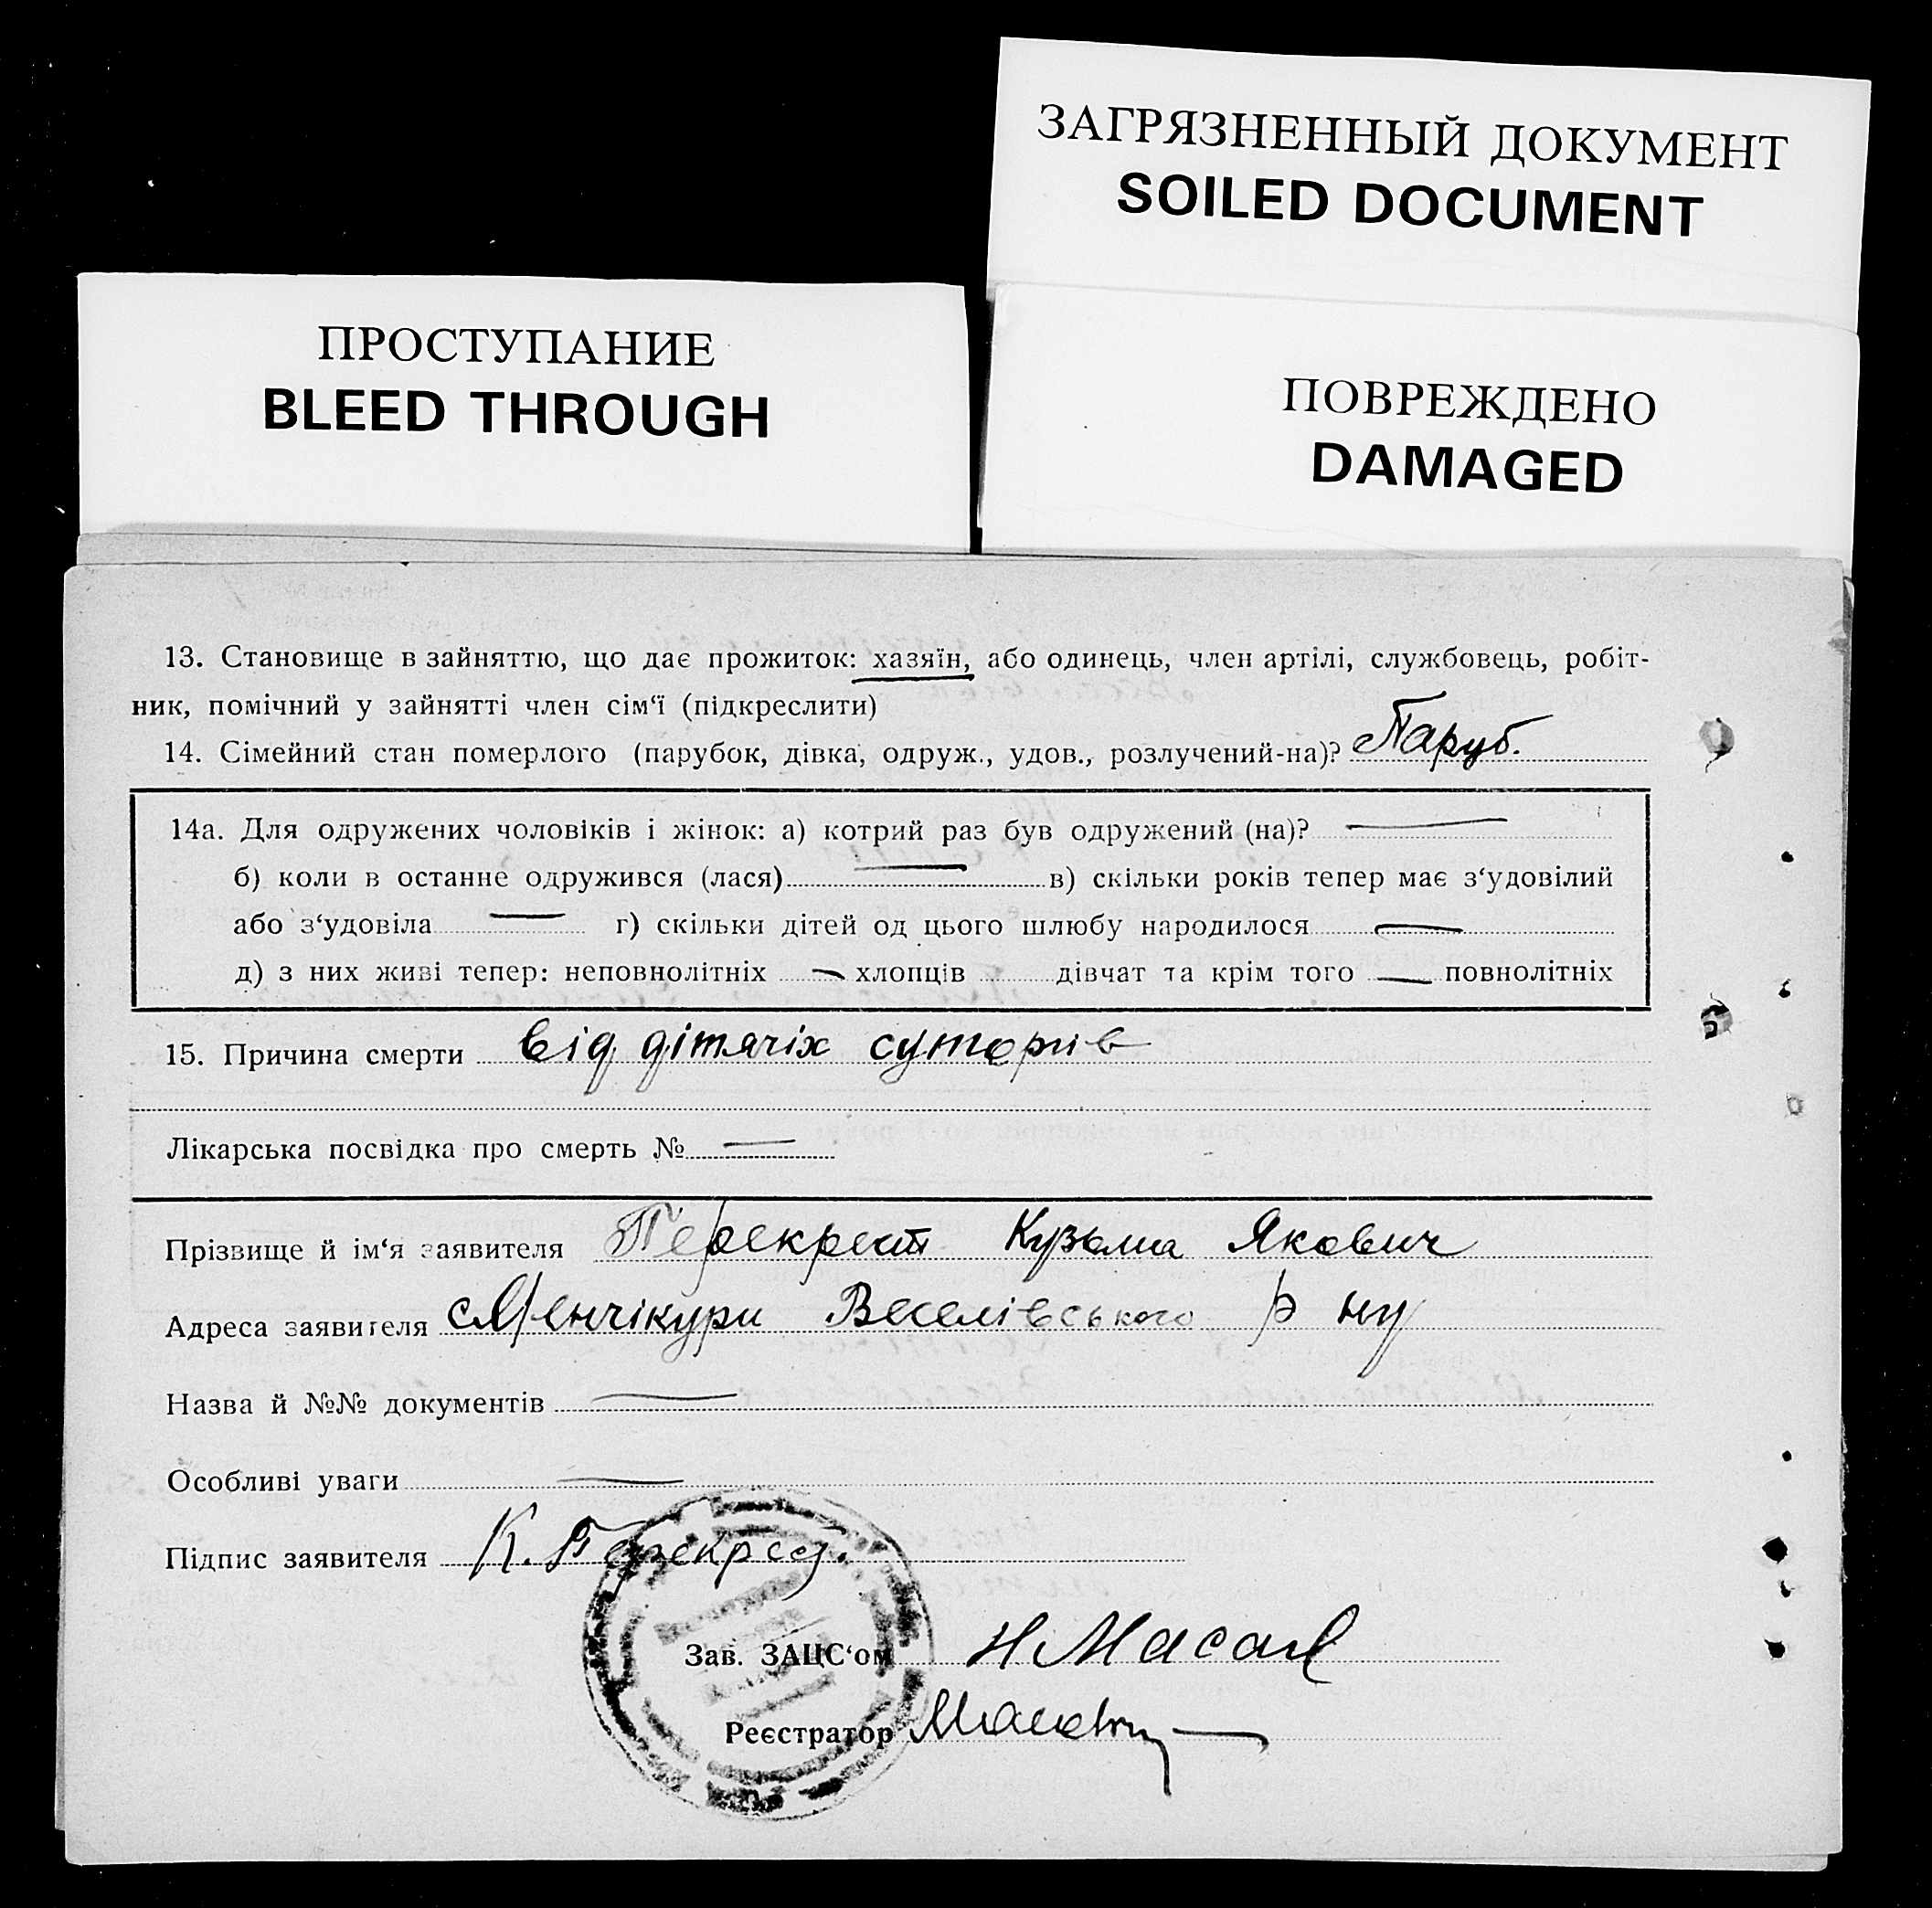 ЗАГРЯЗНЕННЫЙ ДОКУМЕНТ
SOILED DOCUMENT
ПРОСТУПАНИЕ
BLEED THROUGH
ПОВРЕЖДЕНО
DAMAGED
13. Становище в зайняттю, що дає прожиток: хазяїн, або одинець, член артілі, службовець, робіт-
ник, помічний у зайнятті член сім‘ї (підкреслити)
14. Сімейний стан померлого (парубок, дівка, одруж., удов., розлучений-на)? Паруб.
14а. Для одружених чоловіків і жінок: а) котрий раз був одружений (на)? —
б) коли в останнє одружився (лася) — в) скільки років тепер має з‘удовілий
або з‘удовіла — г) скільки дітей од цього шлюбу народилося —
д) з них живі тепер: неповнолітніх — хлопців дівчат та крім того — повнолітніх
15. Причина смерти від дітячіх суторгів
Лікарська посвідка про смерть № —
Прізвище й ім‘я заявителя Перекрест Кузьма Якович
Адреса заявителя с Менчікури Веселівського р ну
Назва й №№ документів —
Особливі уваги —
Підпис заявителя К. Перекрест.
Зав. ЗАЦС‘ом Н Масал
Реєстратор